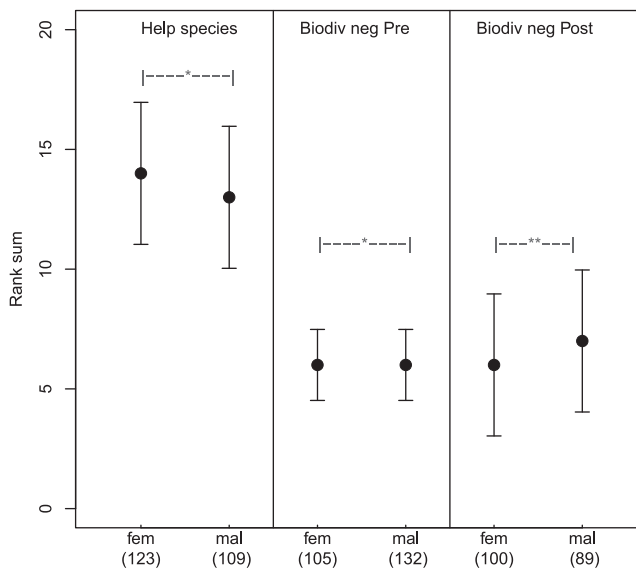 Help species Biodiv neg Pre Biodiv neg Post
20
*
15
* **
10
Rank sum
5
0
fem mal fem mal fem mal
(123) (109) (105) (132) (100) (89)